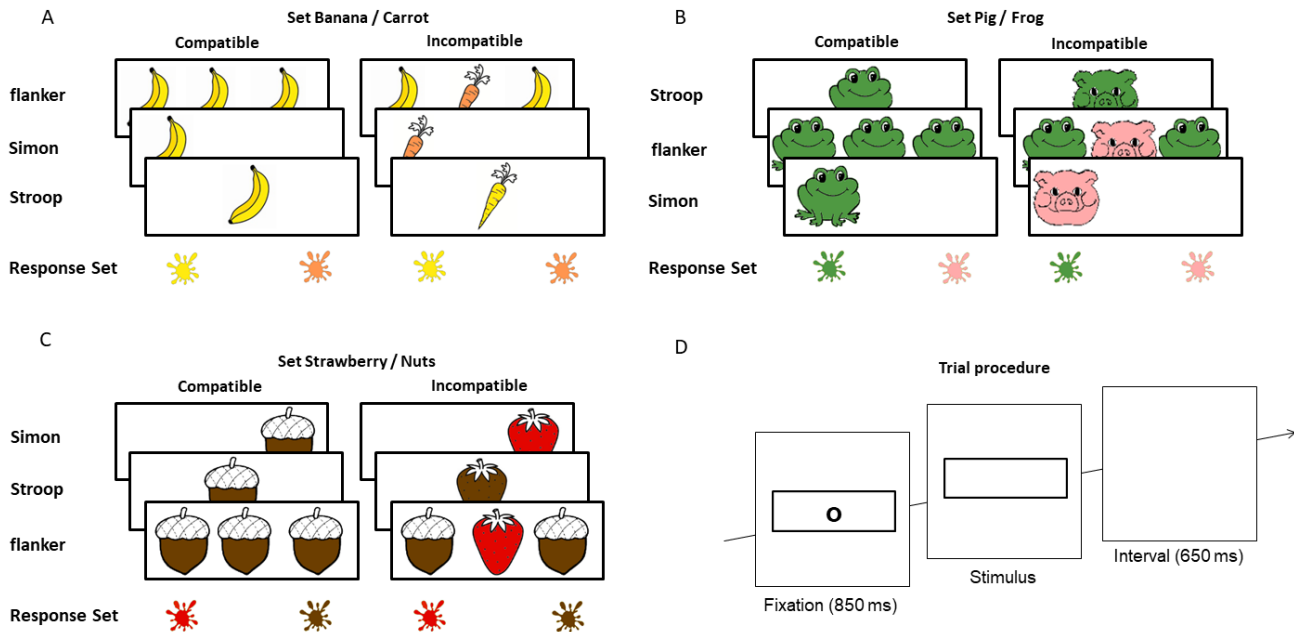 A
Set Banana / Carrot
Compatible
Incompatible
flanker
Simon
Stroop
Response Set
B
Set Pig / Frog
Compatible
Incompatible
Stroop
flanker
Simon
Response Set
C
Set Strawberry / Nuts
Compatible
Incompatible
Simon
Stroop
flanker
Response Set
D
Trial procedure
O
Fixation (850 ms)
Stimulus
Interval (650 ms)